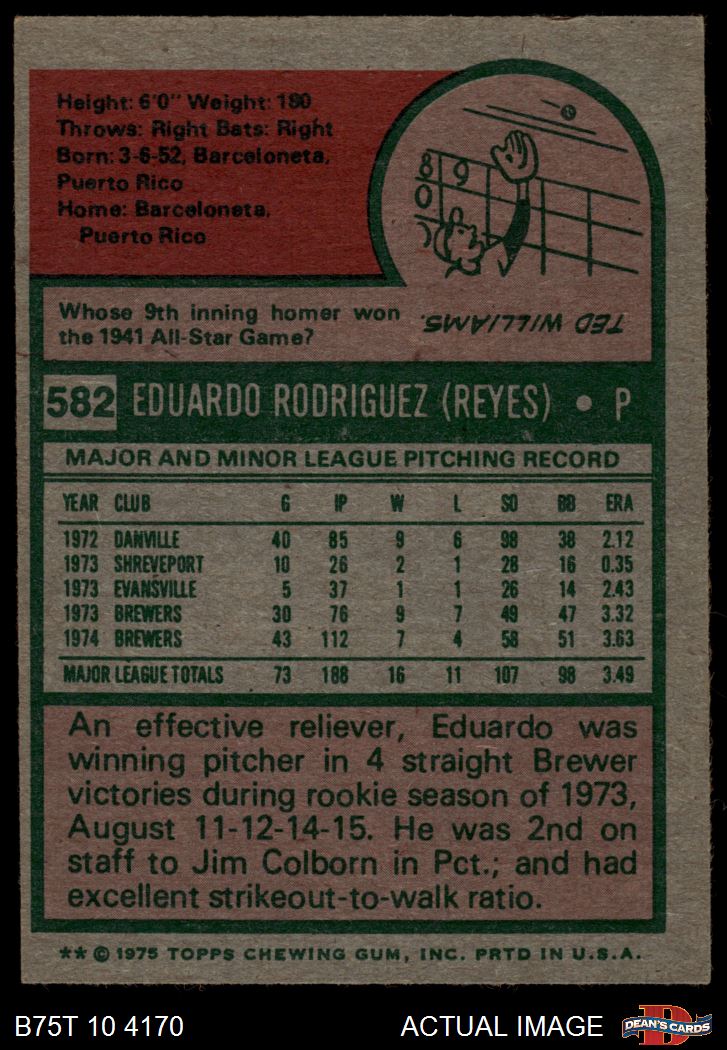 Height: 6'0" Weight: 180
Throws: Right Bats: Right
Born: 3-6-52, Barceloneta,
Puerto Rico
Home: Barceloneta,
Puerto Rico
8 9
0
Whose 9th inning homer won
the 1941 All-Star Game?
TED WILLIAMS.
582 EDUARDO RODRIGUEZ (REYES) • P
MAJOR AND MINOR LEAGUE PITCHING RECORD
YEAR CLUB G IP W L SO BB ERA
1972 DANVILLE 40 85 9 6 98 38 2.12
1973 SHREVEPORT 10 26 2 1 28 16 0.35
1973 EVANSVILLE 5 37 1 1 26 14 2.43
1973 BREWERS 30 76 9 7 49 47 3.32
1974 BREWERS 43 112 7 4 58 51 3.63
MAJOR LEAGUE TOTALS 73 188 16 11 107 98 3.49
An effective reliever, Eduardo was
winning pitcher in 4 straight Brewer
victories during rookie season of 1973,
August 11-12-14-15. He was 2nd on
staff to Jim Colborn in Pct.; and had
excellent strikeout-to-walk ratio.
** © 1975 TOPPS CHEWING GUM, INC. PRTD IN U.S.A.
B75T 10 4170 ACTUAL IMAGE D DEAN'S CARDS